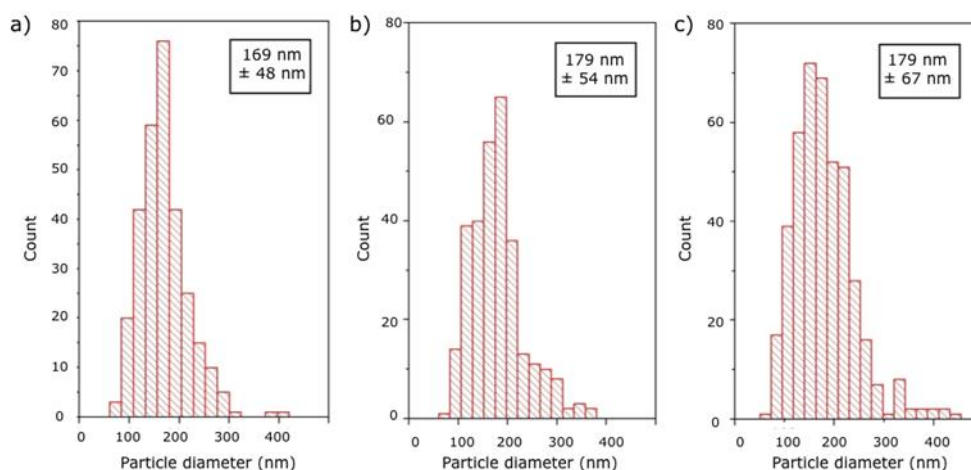 a)
80
70
60
50
40
30
20
10
0
Count
169 nm
± 48 nm
0 100 200 300 400
Particle diameter (nm)
b)
80
60
40
20
0
Count
179 nm
± 54 nm
0 100 200 300 400
Particle diameter (nm)
c)
80
60
40
20
0
Count
179 nm
± 67 nm
0 100 200 300 400
Particle diameter (nm)